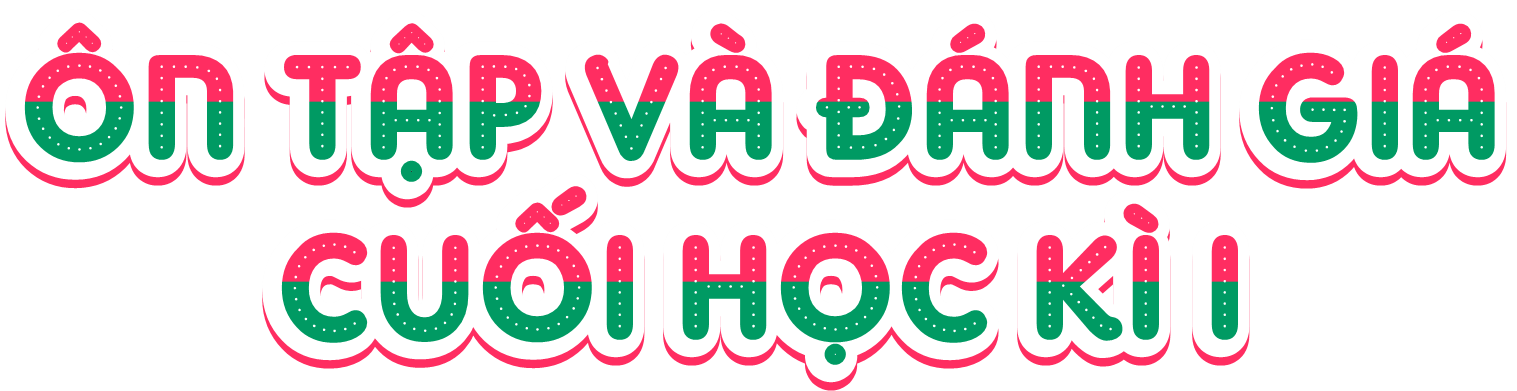 ÔN TẬP VÀ ĐÁNH GIÁ
CUỐI HỌC KÌ I